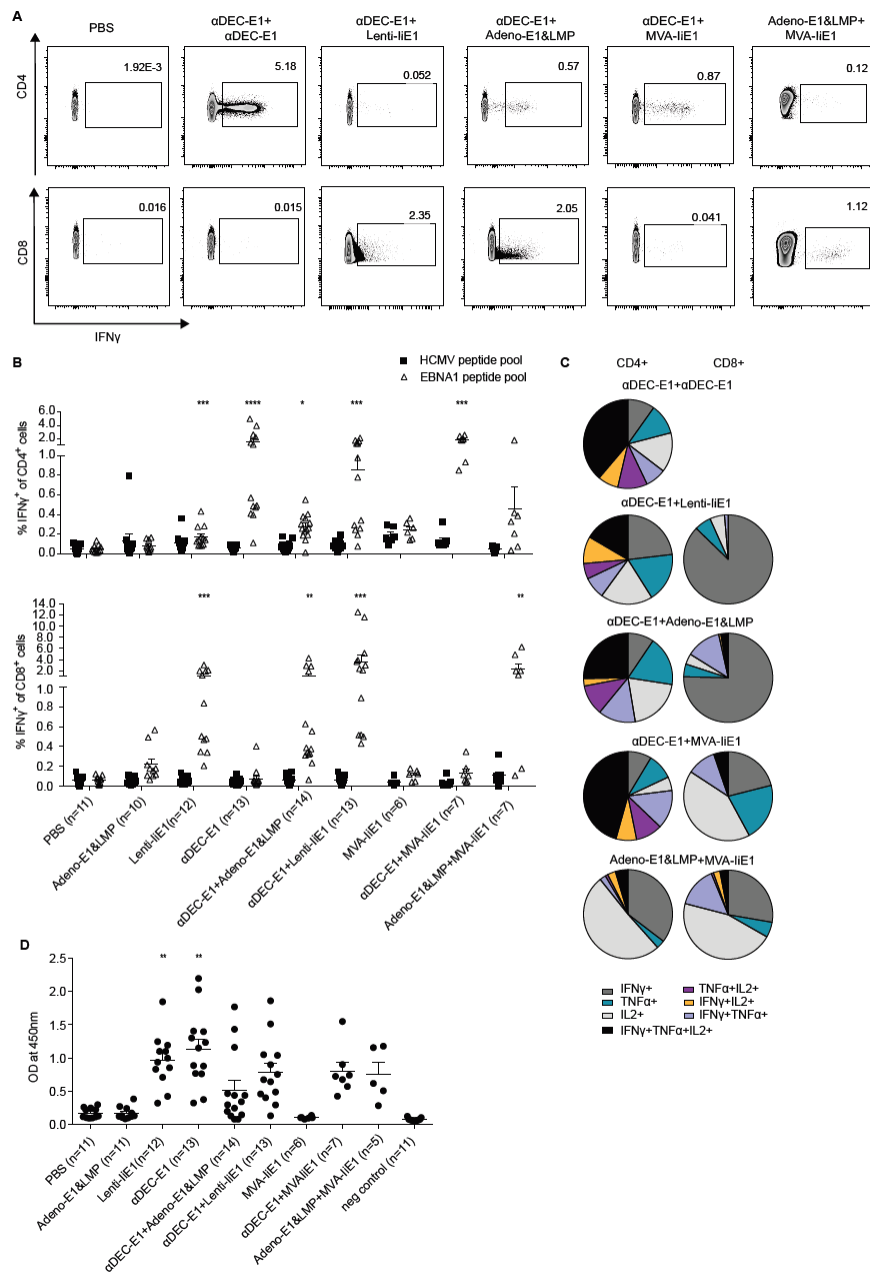 A
PBS
αDEC-E1+
αDEC-E1
αDEC-E1+
Lenti-IiE1
αDEC-E1+
Adeno-E1&LMP
αDEC-E1+
MVA-IiE1
Adeno-E1&LMP+
MVA-IiE1
CD4
1.92E-3
5.18
0.052
0.57
0.87
0.12
CD8
0.016
0.015
2.35
2.05
0.041
1.12
IFNγ
B
HCMV peptide pool
EBNA1 peptide pool
% IFNγ+ of CD4+ cells
6.0
4.0
2.0
1.0
0.8
0.6
0.4
0.2
0.0
*** **** * *** ***
% IFNγ+ of CD8+ cells
14.0
12.0
10.0
8.0
6.0
4.0
2.0
1.0
0.8
0.6
0.4
0.2
0.0
*** ** *** **
PBS (n=11)
Adeno-E1&LMP (n=10)
Lenti-IiE1(n=12)
αDEC-E1 (n=13)
αDEC-E1+Adeno-E1&LMP (n=14)
αDEC-E1+Lenti-IiE1 (n=13)
MVA-IiE1 (n=6)
αDEC-E1+MVA-IiE1 (n=7)
Adeno-E1&LMP+MVA-IiE1 (n=7)
C
CD4+ CD8+
αDEC-E1+αDEC-E1
αDEC-E1+Lenti-IiE1
αDEC-E1+Adeno-E1&LMP
αDEC-E1+MVA-IiE1
Adeno-E1&LMP+MVA-IiE1
IFNγ+ TNFα+IL2+
TNFα+ IFNγ+IL2+
IL2+ IFNγ+TNFα+
IFNγ+TNFα+IL2+
D
OD at 450nm
2.5
2.0
1.5
1.0
0.5
0.0
** **
PBS (n=11)
Adeno-E1&LMP (n=11)
Lenti-IiE1(n=12)
αDEC-E1 (n=13)
αDEC-E1+Adeno-E1&LMP (n=14)
αDEC-E1+Lenti-IiE1 (n=13)
MVA-IiE1 (n=6)
αDEC-E1+MVAIiE1 (n=7)
Adeno-E1&LMP+MVA-IiE1 (n=5)
neg control (n=11)